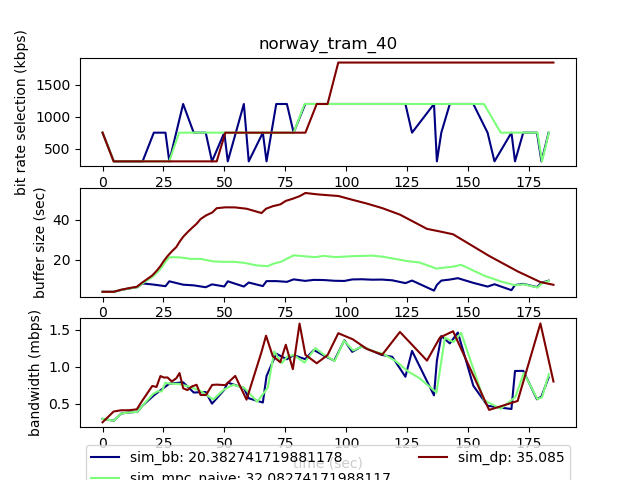 norway_tram_40
bit rate selection (kbps)
1500
1000
500
0 25 50 75 100 125 150 175
buffer size (sec)
40
20
0 25 50 75 100 125 150 175
bandwidth (mbps)
1.5
1.0
0.5
0 25 50 75 100 125 150 175
time (sec)
sim_bb: 20.382741719881178
sim_dp: 35.085
sim_mpc_naive: 32.08274171988117